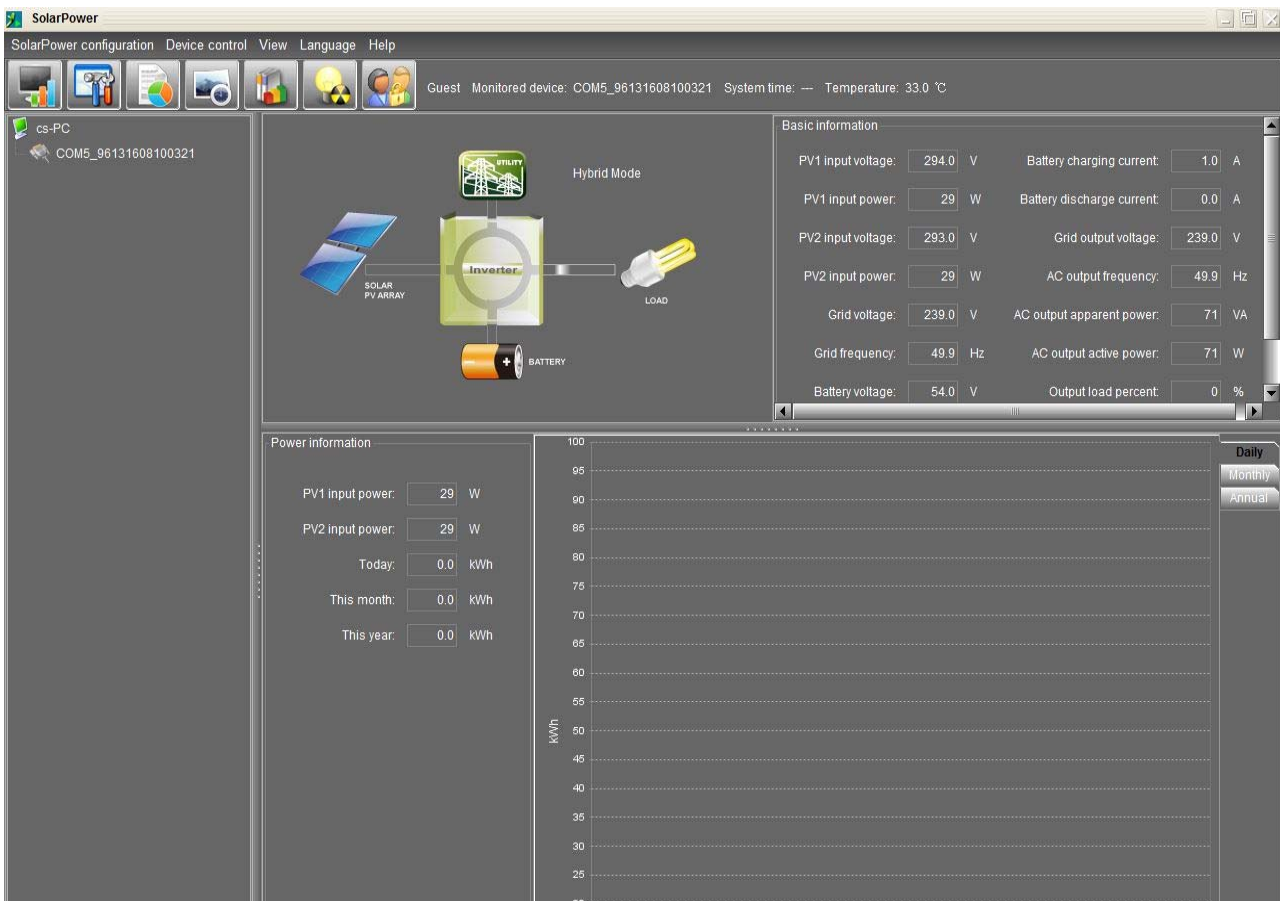 SolarPower
SolarPower configuration Device control View Language Help
Guest Monitored device: COM5_96131608100321 System time: --- Temperature: 33.0 ℃
cs-PC
COM5_96131608100321
UTILITY
Hybrid Mode
Inverter
SOLAR
PV ARRAY
LOAD
BATTERY
Basic information
PV1 input voltage: 294.0 V Battery charging current: 1.0 A
PV1 input power: 29 W Battery discharge current: 0.0 A
PV2 input voltage: 293.0 V Grid output voltage: 239.0 V
PV2 input power: 29 W AC output frequency: 49.9 Hz
Grid voltage: 239.0 V AC output apparent power: 71 VA
Grid frequency: 49.9 Hz AC output active power: 71 W
Battery voltage: 54.0 V Output load percent: 0 %
Power information
PV1 input power: 29 W
PV2 input power: 29 W
Today: 0.0 kWh
This month: 0.0 kWh
This year: 0.0 kWh
100
95
90
85
80
75
70
65
60
55
50
45
40
35
30
25
kWh
Daily
Monthly
Annual